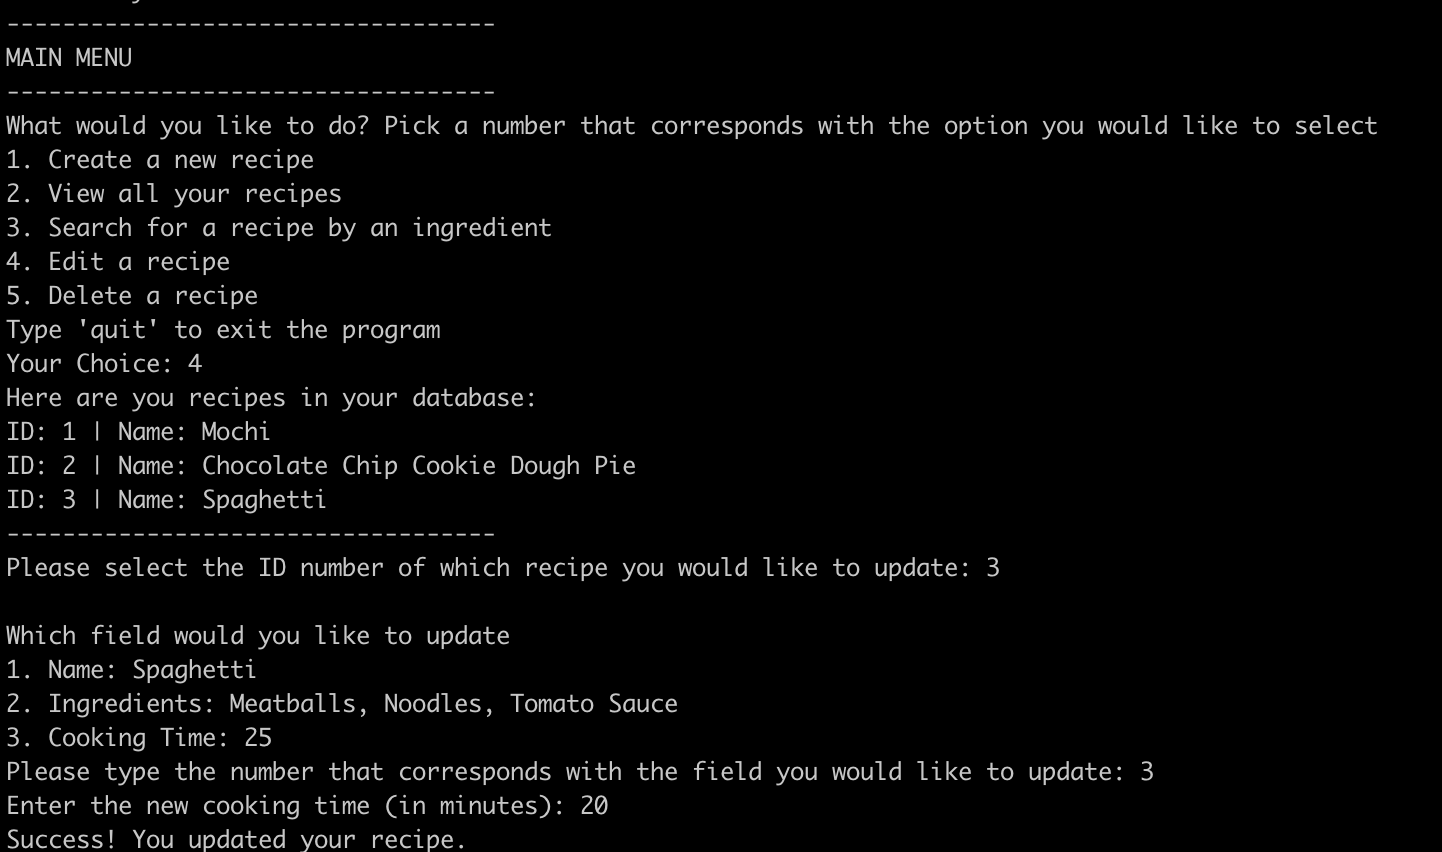 -----------------------------------
MAIN MENU
-----------------------------------
What would you like to do? Pick a number that corresponds with the option you would like to select
1. Create a new recipe
2. View all your recipes
3. Search for a recipe by an ingredient
4. Edit a recipe
5. Delete a recipe
Type 'quit' to exit the program
Your Choice: 4
Here are you recipes in your database:
ID: 1 | Name: Mochi
ID: 2 | Name: Chocolate Chip Cookie Dough Pie
ID: 3 | Name: Spaghetti
-----------------------------------
Please select the ID number of which recipe you would like to update: 3

Which field would you like to update
1. Name: Spaghetti
2. Ingredients: Meatballs, Noodles, Tomato Sauce
3. Cooking Time: 25
Please type the number that corresponds with the field you would like to update: 3
Enter the new cooking time (in minutes): 20
Success! You updated your recipe.